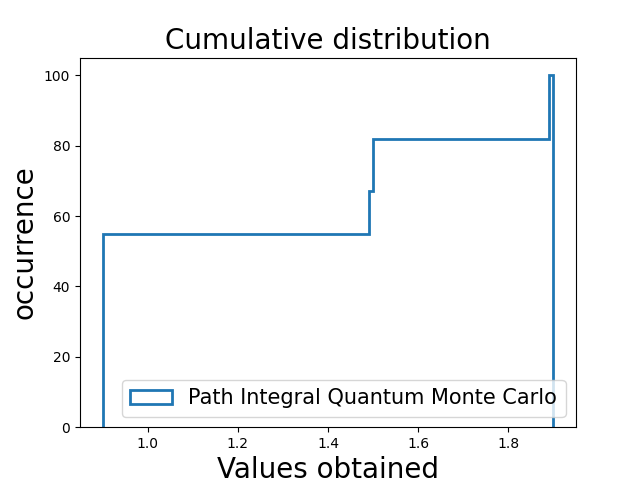 Cumulative distribution
100
80
60
40
20
0
occurrence
Path Integral Quantum Monte Carlo
1.0 1.2 1.4 1.6 1.8
Values obtained